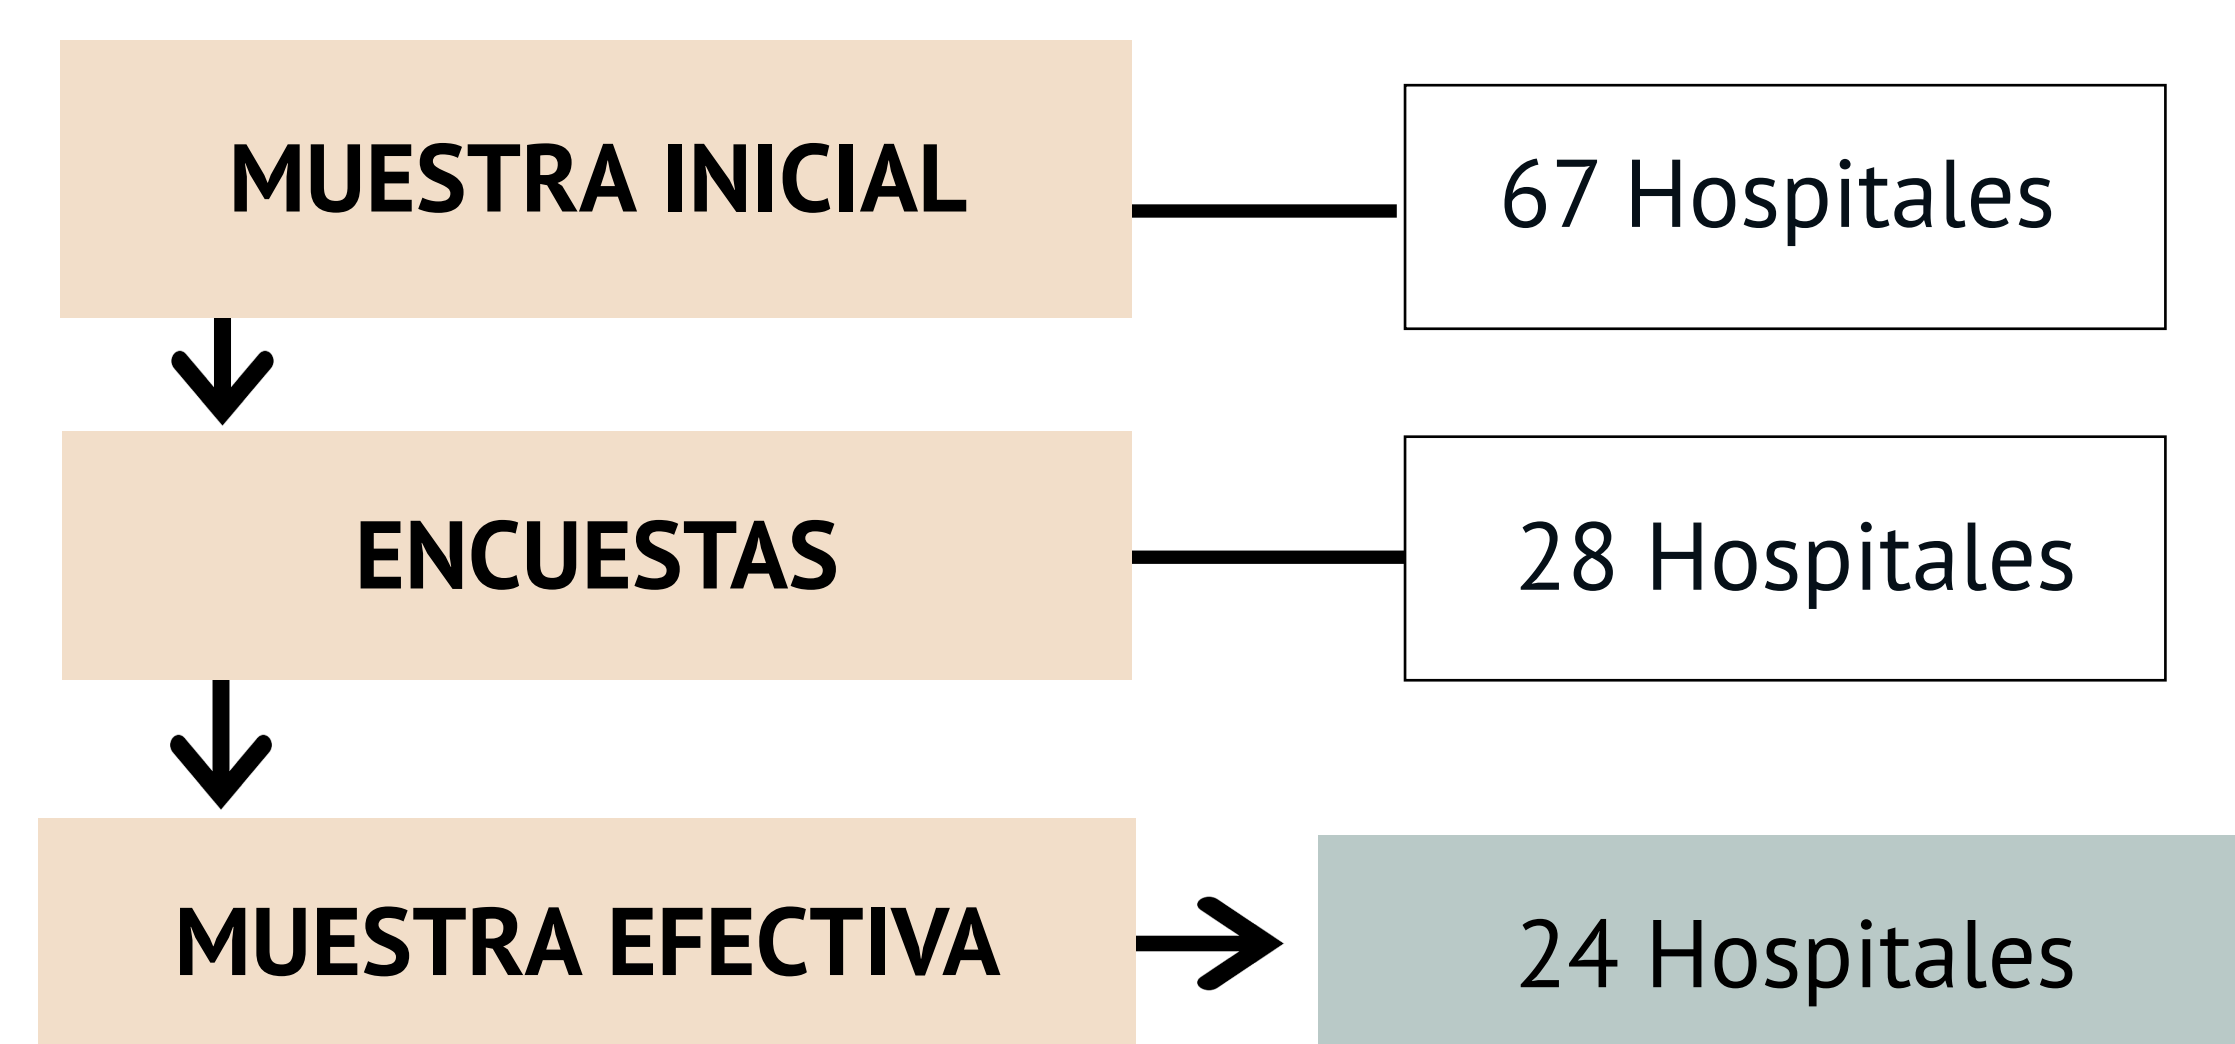 MUESTRA INICIAL
67 Hospitales
ENCUESTAS
28 Hospitales
MUESTRA EFECTIVA
24 Hospitales